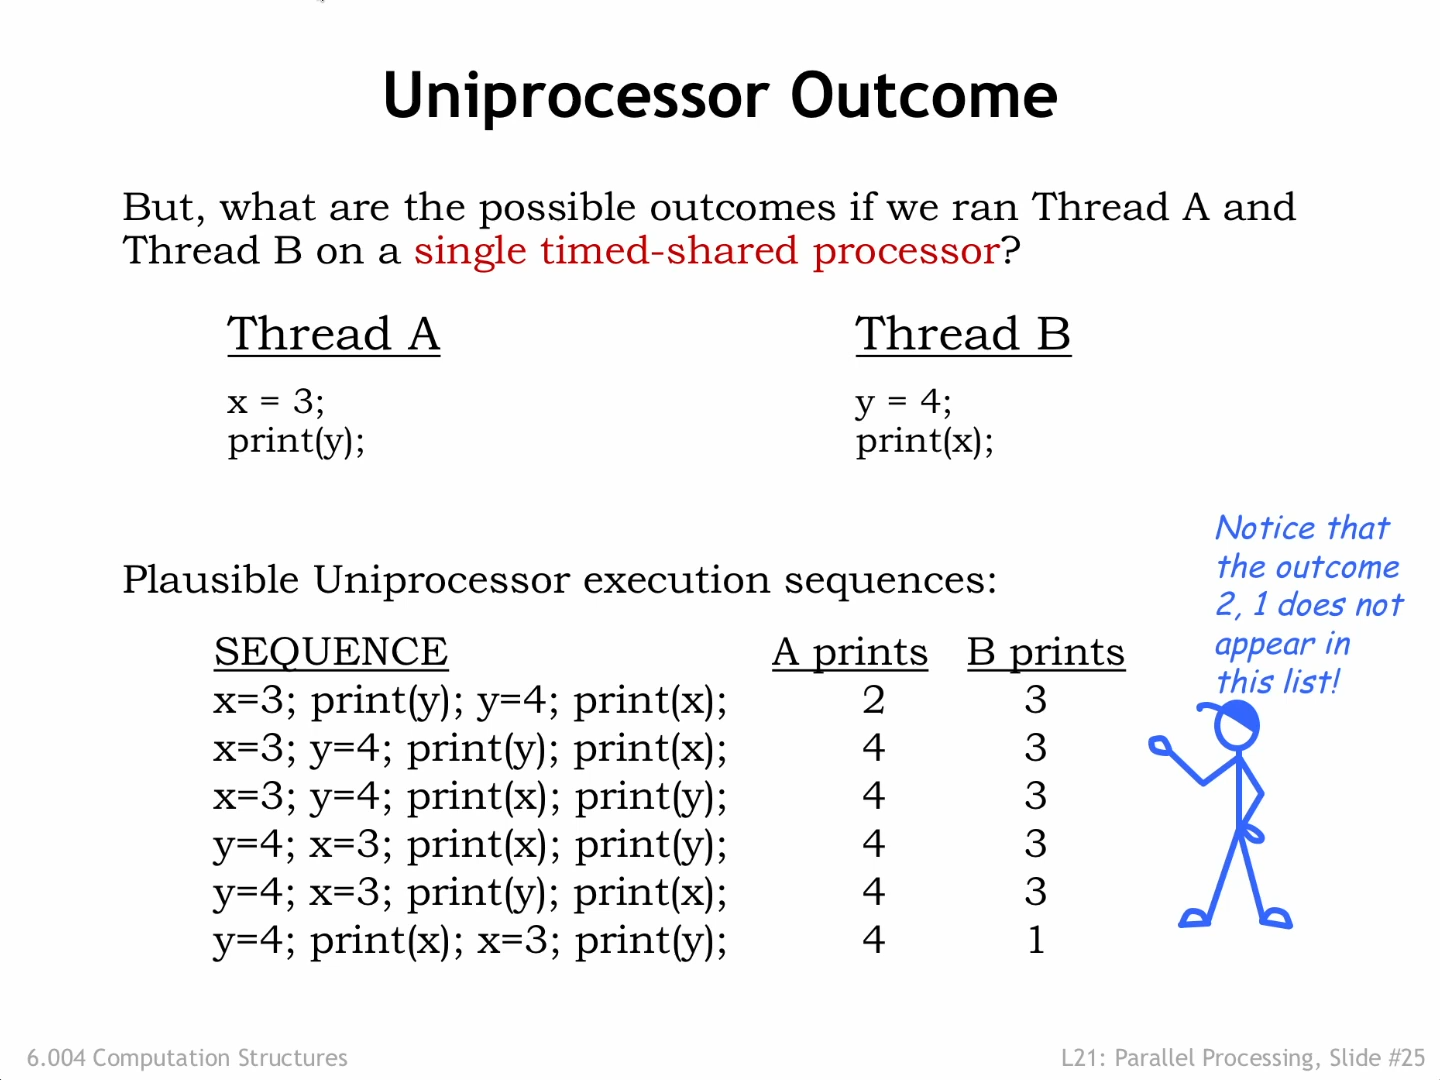 Uniprocessor Outcome
But, what are the possible outcomes if we ran Thread A and
Thread B on a single timed-shared processor?
Thread A
Thread B
x = 3;
print(y);
y = 4;
print(x);
Notice that
the outcome
2, 1 does not
appear in
this list!
Plausible Uniprocessor execution sequences:
SEQUENCE A prints B prints
x=3; print(y); y=4; print(x); 2 3
x=3; y=4; print(y); print(x); 4 3
x=3; y=4; print(x); print(y); 4 3
y=4; x=3; print(x); print(y); 4 3
y=4; x=3; print(y); print(x); 4 3
y=4; print(x); x=3; print(y); 4 1
6.004 Computation Structures
L21: Parallel Processing, Slide #25